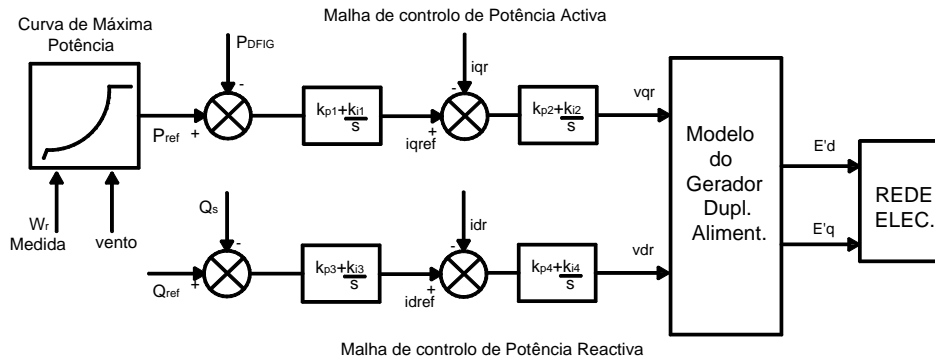 Malha de controlo de Potência Activa
Curva de Máxima
Potência
PDFIG
-
iqr
-
kp1+ki1
s
kp2+ki2
s
vqr
Pref
+
iqref
+
Modelo
do
Gerador
Dupl.
Aliment.
E'd
E'q
REDE
ELEC.
Wr
Medida
vento
Qs
-
idr
-
kp3+ki3
s
kp4+ki4
s
vdr
Qref
+
idref
+
Malha de controlo de Potência Reactiva